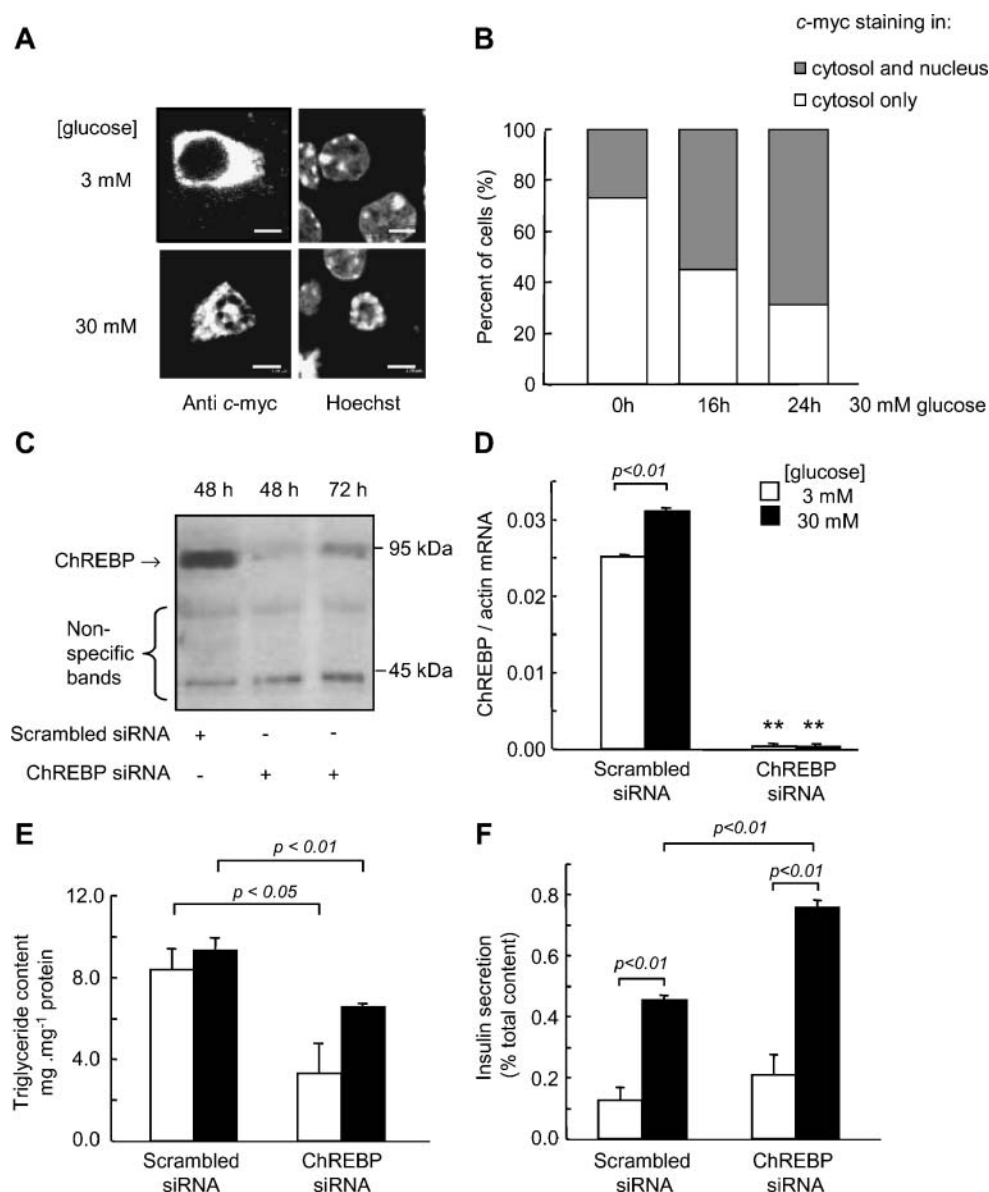 A
[glucose]
3 mM
30 mM
Anti c-myc
Hoechst
B
c-myc staining in:
cytosol and nucleus
cytosol only
Percent of cells (%)
100
80
60
40
20
0
0h
16h
24h
30 mM glucose
C
48 h
48 h
72 h
ChREBP →
95 kDa
Non-
specific
bands
45 kDa
Scrambled siRNA + - -
ChREBP siRNA - + +
D
[glucose]
3 mM
30 mM
p<0.01
ChREBP / actin mRNA
0.03
0.02
0.01
0.00
** **
Scrambled
siRNA
ChREBP
siRNA
E
p < 0.01
p < 0.05
Triglyceride content
mg .mg-1 protein
12.0
8.0
4.0
0.0
Scrambled
siRNA
ChREBP
siRNA
F
p<0.01
p<0.01
p<0.01
Insulin secretion
(% total content)
0.8
0.6
0.4
0.2
0.0
Scrambled
siRNA
ChREBP
siRNA